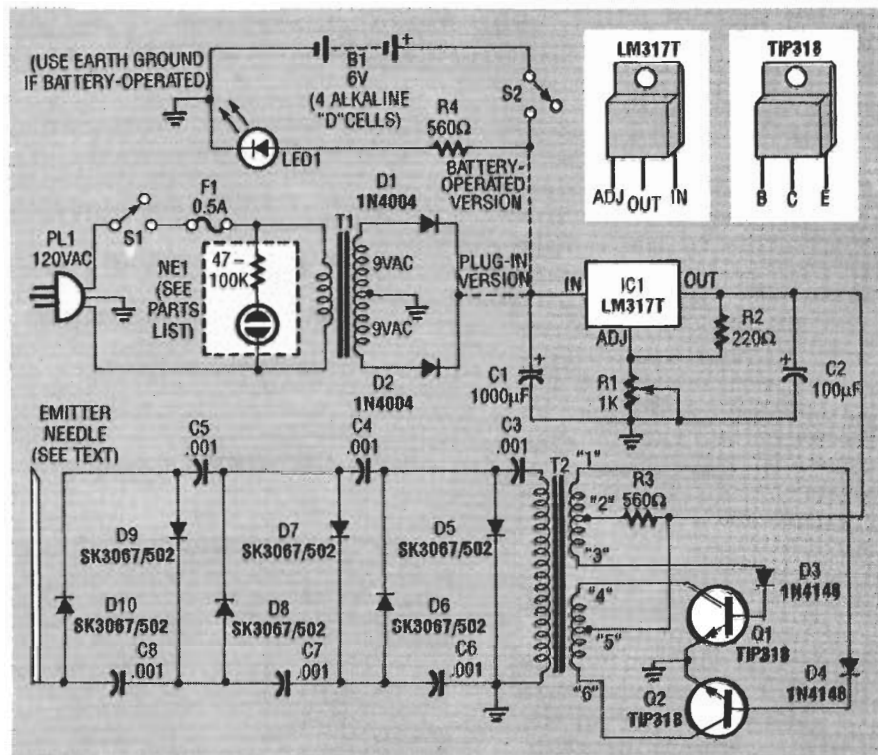 (USE EARTH GROUND
IF BATTERY-OPERATED)
B1
6V
(4 ALKALINE
"D" CELLS)
+
S2
R4
560Ω
LED1
BATTERY-
OPERATED
VERSION
LM317T
ADJ OUT IN
TIP318
B C E
PL1
120VAC
S1
F1
0.5A
NE1
(SEE
PARTS
LIST)
47-
100K
T1
D1
1N4004
9VAC
9VAC
D2
1N4004
PLUG-IN
VERSION
IN
IC1
LM317T
OUT
ADJ
R2
220Ω
C1
1000µF
+
R1
1K
C2
100µF
+
EMITTER
NEEDLE
(SEE TEXT)
C5
.001
C4
.001
C3
.001
T2
"1"
"2"
"3"
"4"
"5"
"6"
R3
560Ω
D9
SK3067/502
D7
SK3067/502
D5
SK3067/502
D10
SK3067/502
D8
SK3067/502
D6
SK3067/502
C8
.001
C7
.001
C6
.001
D3
1N4148
Q1
TIP318
D4
1N4148
Q2
TIP318